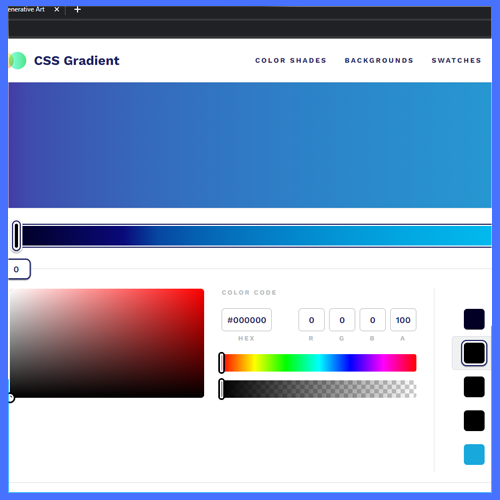 enerative Art
CSS Gradient
COLOR SHADES BACKGROUNDS SWATCHES
0
COLOR CODE
#000000 0 0 0 100
HEX R G B A